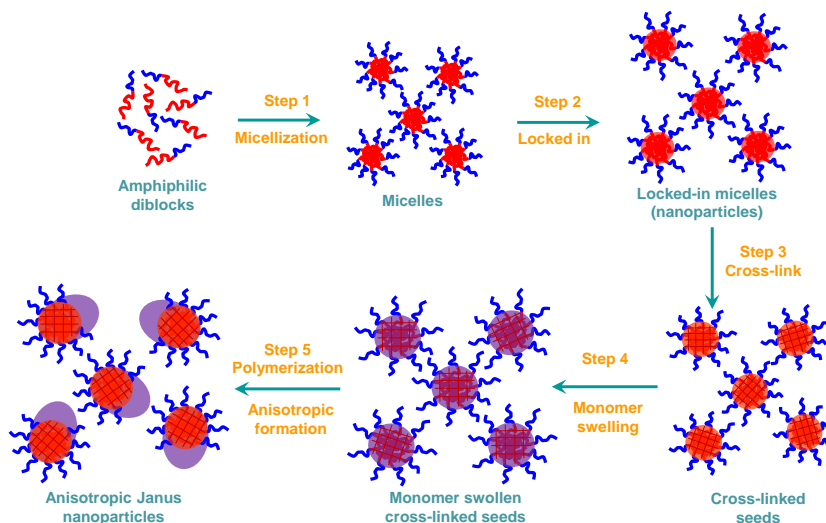 Step 1
Micellization
Amphiphilic
diblocks
Micelles
Step 2
Locked in
Locked-in micelles
(nanoparticles)
Step 3
Cross-link
Cross-linked
seeds
Step 4
Monomer
swelling
Monomer swollen
cross-linked seeds
Step 5
Polymerization
Anisotropic
formation
Anisotropic Janus
nanoparticles